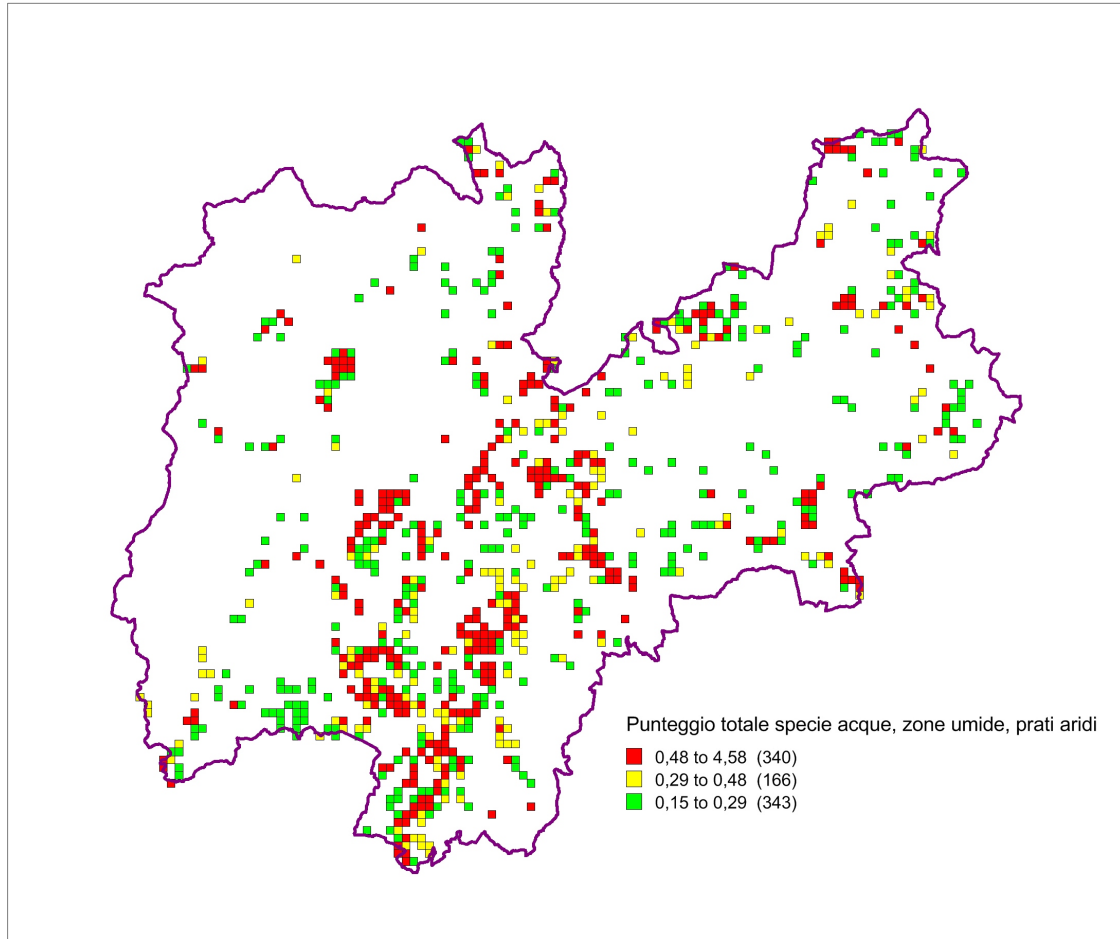 Punteggio totale specie acque, zone umide, prati aridi
0,48 to 4,58 (340)
0,29 to 0,48 (166)
0,15 to 0,29 (343)